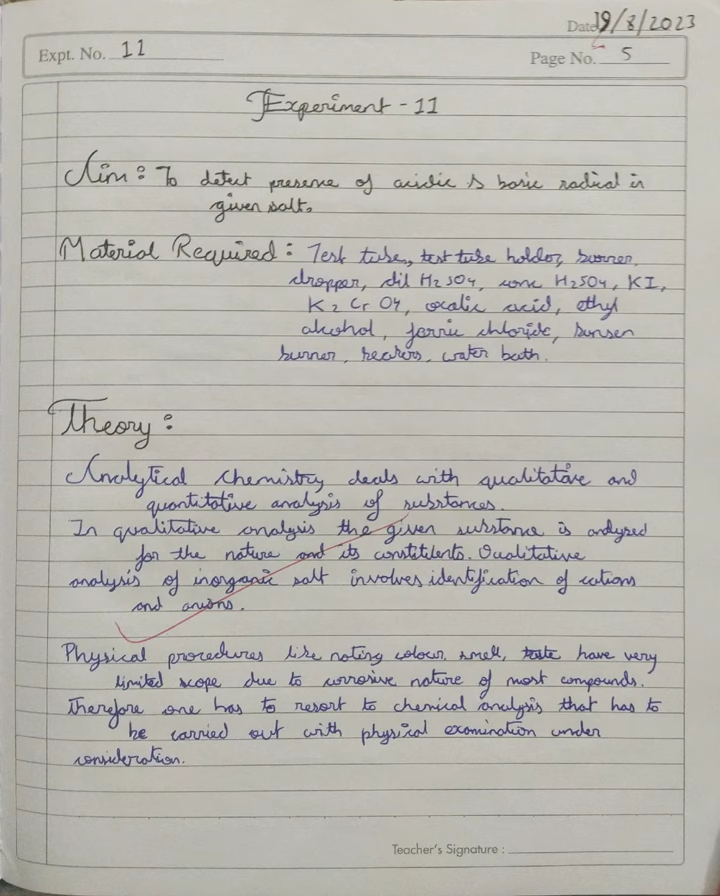 Date 19/8/2023
Expt. No. 11
Page No. 5
Experiment - 11
Aim : To detect presence of acidic & basic radical in
given salt.
Material Required : Test tube, test tube holder, burner,
dropper, dil H2SO4, conc H2SO4, KI,
K2CrO4, oxalic acid, ethyl
alcohol, ferric chloride, bunsen
burner, beakers, water bath.
Theory :
Analytical chemistry deals with qualitative and
quantitative analysis of substances.
In qualitative analysis the given substance is analyzed
for the nature and its constitents. Qualitative
analysis of inorganic salt involves identification of cations
and anions.
Physical procedures like noting colour, smell, taste have very
limited scope due to corrosive nature of most compounds.
Therefore one has to resort to chemical analysis that has to
be carried out with physical examination under
consideration.
Teacher's Signature :